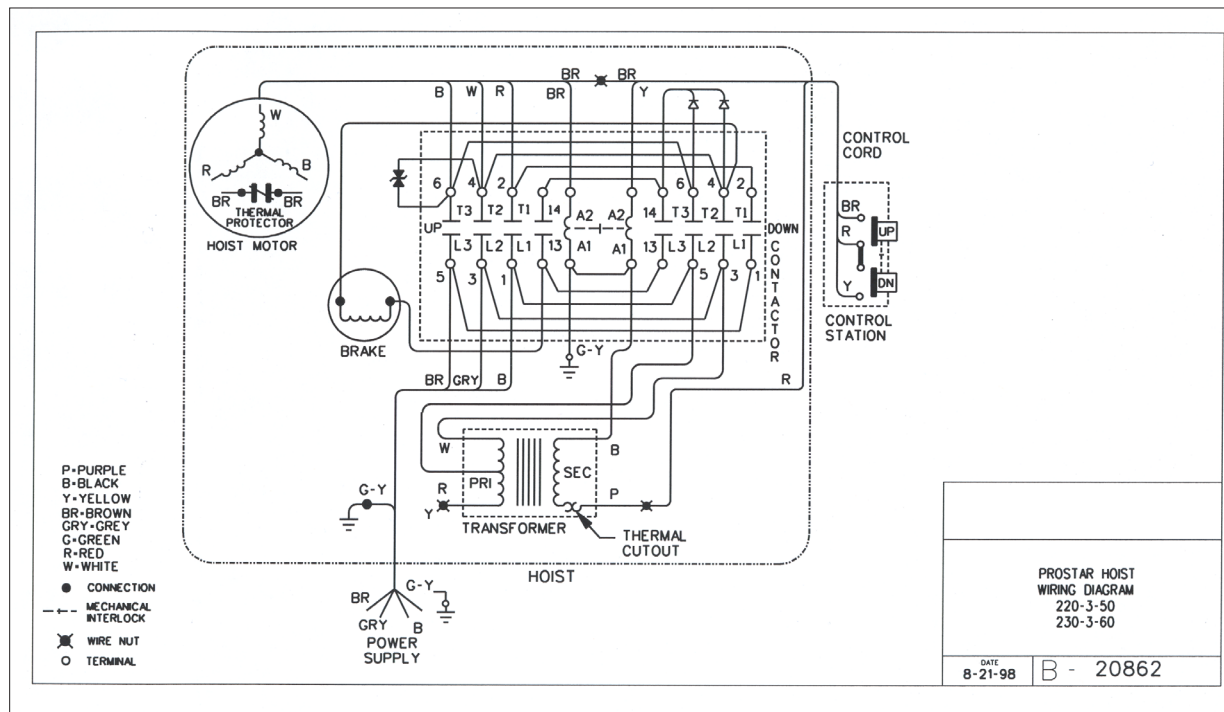 BR BR
B W R BR Y
W
R B
BR BR
THERMAL
PROTECTOR
HOIST MOTOR
CONTROL
CORD
6 4 2 6 4 2
T3 T2 T1 14 A2 A2 14 T3 T2 T1
UP DOWN
L3 L2 L1 13 A1 A1 13 L3 L2 L1
5 3 1 5 3 1
CONTACTOR
BR
R
Y
UP
DN
CONTROL
STATION
BRAKE
G-Y
BR GRY B
R
W B
PRI SEC
R P
Y
TRANSFORMER
THERMAL
CUTOUT
G-Y
HOIST
P=PURPLE
B=BLACK
Y=YELLOW
BR=BROWN
GRY=GREY
G=GREEN
R=RED
W=WHITE
CONNECTION
MECHANICAL
INTERLOCK
WIRE NUT
TERMINAL
BR G-Y
GRY B
POWER
SUPPLY
PROSTAR HOIST
WIRING DIAGRAM
220-3-50
230-3-60
DATE
8-21-98
B - 20862